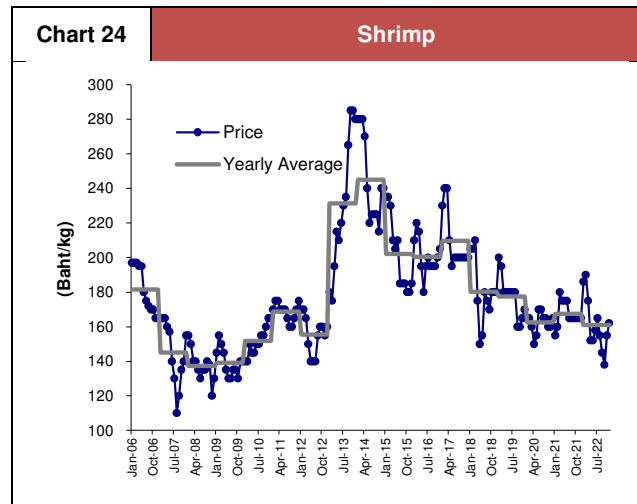 Chart 24
Shrimp
(Baht/kg)
300
280
260
240
220
200
180
160
140
120
100
Price
Yearly Average
Jan-06
Oct-06
Jul-07
Apr-08
Jan-09
Oct-09
Jul-10
Apr-11
Jan-12
Oct-12
Jul-13
Apr-14
Jan-15
Oct-15
Jul-16
Apr-17
Jan-18
Oct-18
Jul-19
Apr-20
Jan-21
Oct-21
Jul-22